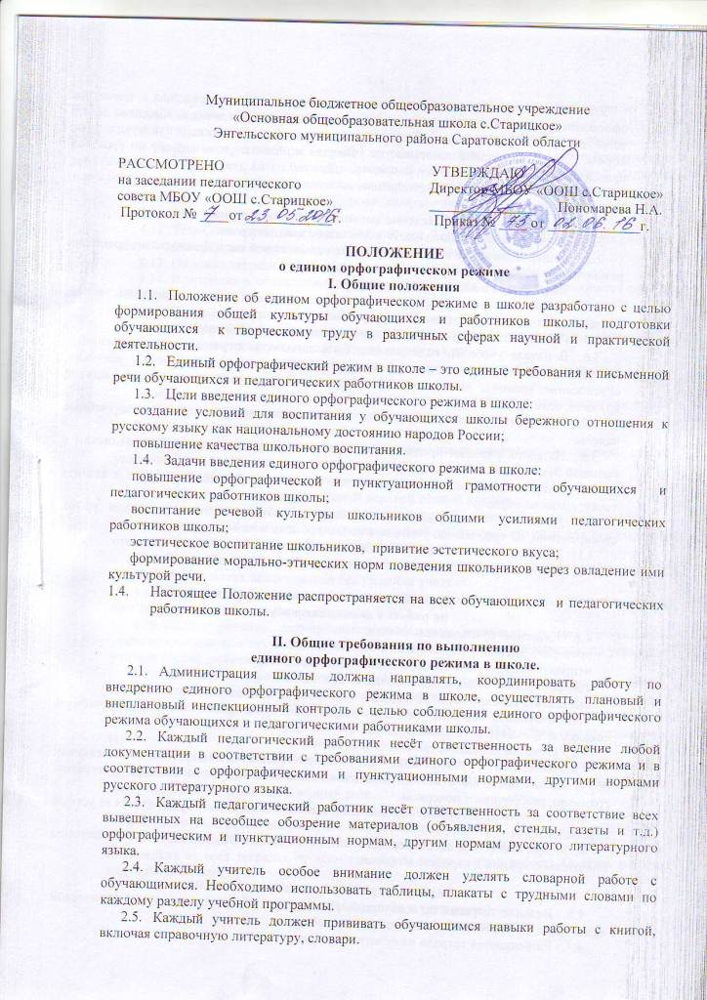 Муниципальное бюджетное общеобразовательное учреждение
«Основная общеобразовательная школа с.Старицкое»
Энгельсского муниципального района Саратовской области
РАССМОТРЕНО
на заседании педагогического
совета МБОУ «ООШ с.Старицкое»
Протокол № 7 от 23.05.2016г.
УТВЕРЖДАЮ
Директор МБОУ «ООШ с.Старицкое»
Пономарева Н.А.
Приказ № 73 от 02.06.16 г.
ПОЛОЖЕНИЕ
о едином орфографическом режиме
I. Общие положения
1.1. Положение об едином орфографическом режиме в школе разработано с целью
формирования общей культуры обучающихся и работников школы, подготовки
обучающихся к творческому труду в различных сферах научной и практической
деятельности.
1.2. Единый орфографический режим в школе – это единые требования к письменной
речи обучающихся и педагогических работников школы.
1.3. Цели введения единого орфографического режима в школе:
создание условий для воспитания у обучающихся школы бережного отношения к
русскому языку как национальному достоянию народов России;
повышение качества школьного воспитания.
1.4. Задачи введения единого орфографического режима в школе:
повышение орфографической и пунктуационной грамотности обучающихся и
педагогических работников школы;
воспитание речевой культуры школьников общими усилиями педагогических
работников школы;
эстетическое воспитание школьников, привитие эстетического вкуса;
формирование морально-этических норм поведения школьников через овладение ими
культурой речи.
1.4. Настоящее Положение распространяется на всех обучающихся и педагогических
работников школы.
II. Общие требования по выполнению
единого орфографического режима в школе.
2.1. Администрация школы должна направлять, координировать работу по
внедрению единого орфографического режима в школе, осуществлять плановый и
внеплановый инспекционный контроль с целью соблюдения единого орфографического
режима обучающихся и педагогическими работниками школы.
2.2. Каждый педагогический работник несёт ответственность за ведение любой
документации в соответствии с требованиями единого орфографического режима и в
соответствии с орфографическими и пунктуационными нормами, другими нормами
русского литературного языка.
2.3. Каждый педагогический работник несёт ответственность за соответствие всех
вывешенных на всеобщее обозрение материалов (объявления, стенды, газеты и т.д.)
орфографическим и пунктуационным нормам, другим нормам русского литературного
языка.
2.4. Каждый учитель особое внимание должен уделять словарной работе с
обучающимися. Необходимо использовать таблицы, плакаты с трудными словами по
каждому разделу учебной программы.
2.5. Каждый учитель должен прививать обучающимся навыки работы с книгой,
включая справочную литературу, словари.